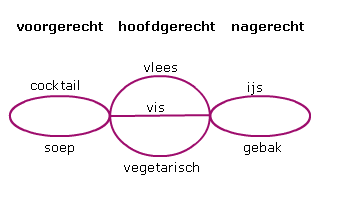 voorgerecht hoofdgerecht nagerecht
vlees
cocktail ijs
vis
soep gebak
vegetarisch